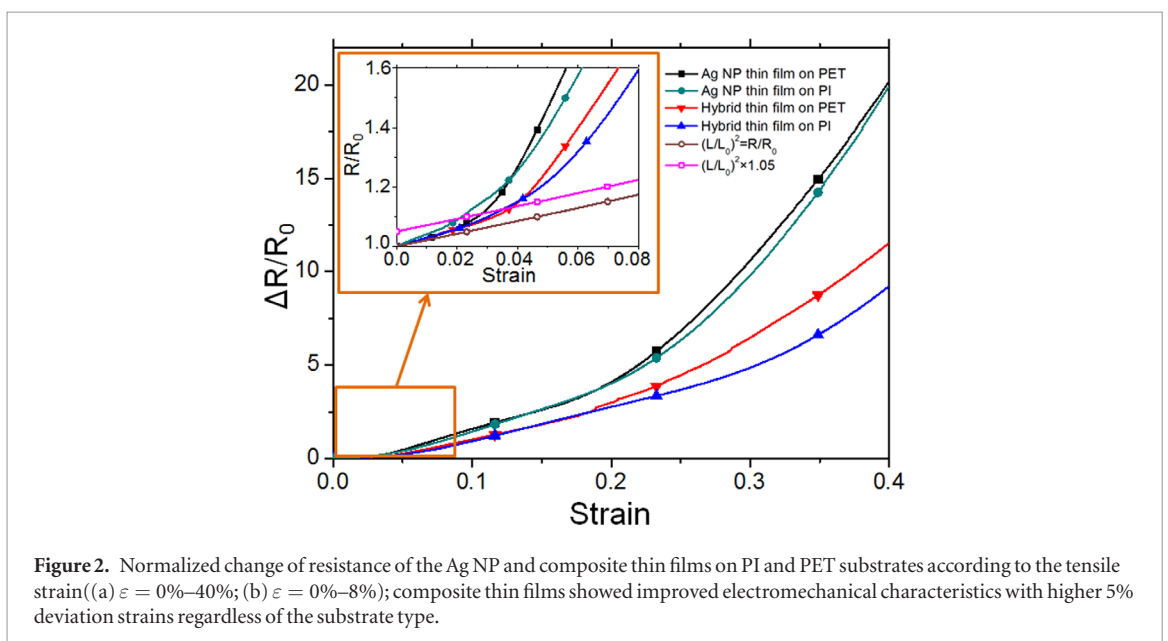 20
15
10
5
0
ΔR/R₀
0.0 0.1 0.2 0.3 0.4
Strain
1.6
1.4
1.2
1.0
R/R₀
0.0 0.02 0.04 0.06 0.08
Strain
Ag NP thin film on PET
Ag NP thin film on PI
Hybrid thin film on PET
Hybrid thin film on PI
(L/L₀)²=R/R₀
(L/L₀)²×1.05
Figure 2. Normalized change of resistance of the Ag NP and composite thin films on PI and PET substrates according to the tensile
strain((a) ε = 0%–40%; (b) ε = 0%–8%); composite thin films showed improved electromechanical characteristics with higher 5%
deviation strains regardless of the substrate type.